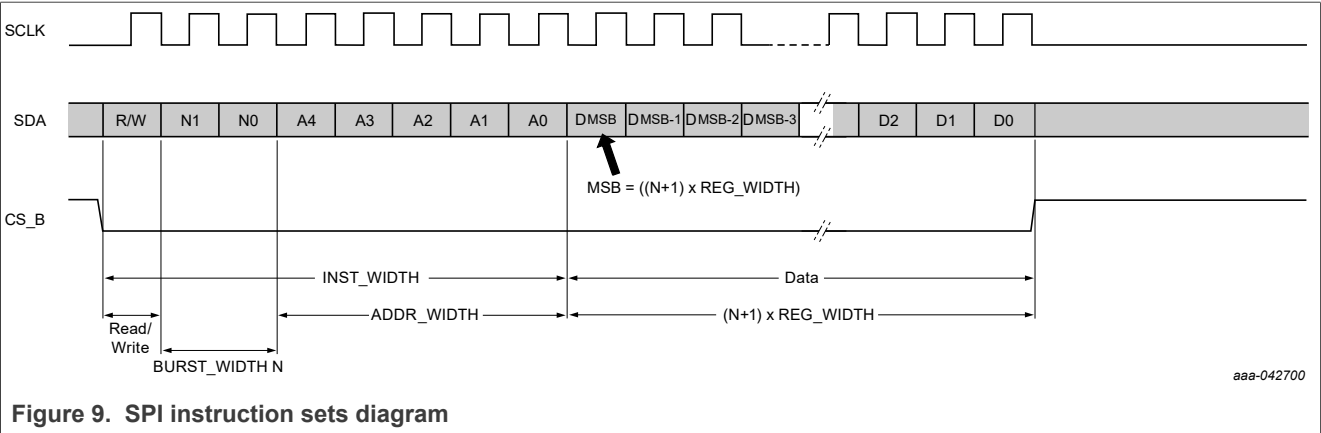 SCLK
SDA
R/W N1 N0 A4 A3 A2 A1 A0 DMSB DMSB-1 DMSB-2 DMSB-3 D2 D1 D0
MSB = ((N+1) x REG_WIDTH)
CS_B
INST_WIDTH Data
ADDR_WIDTH (N+1) x REG_WIDTH
Read/
Write
BURST_WIDTH N
aaa-042700
Figure 9. SPI instruction sets diagram